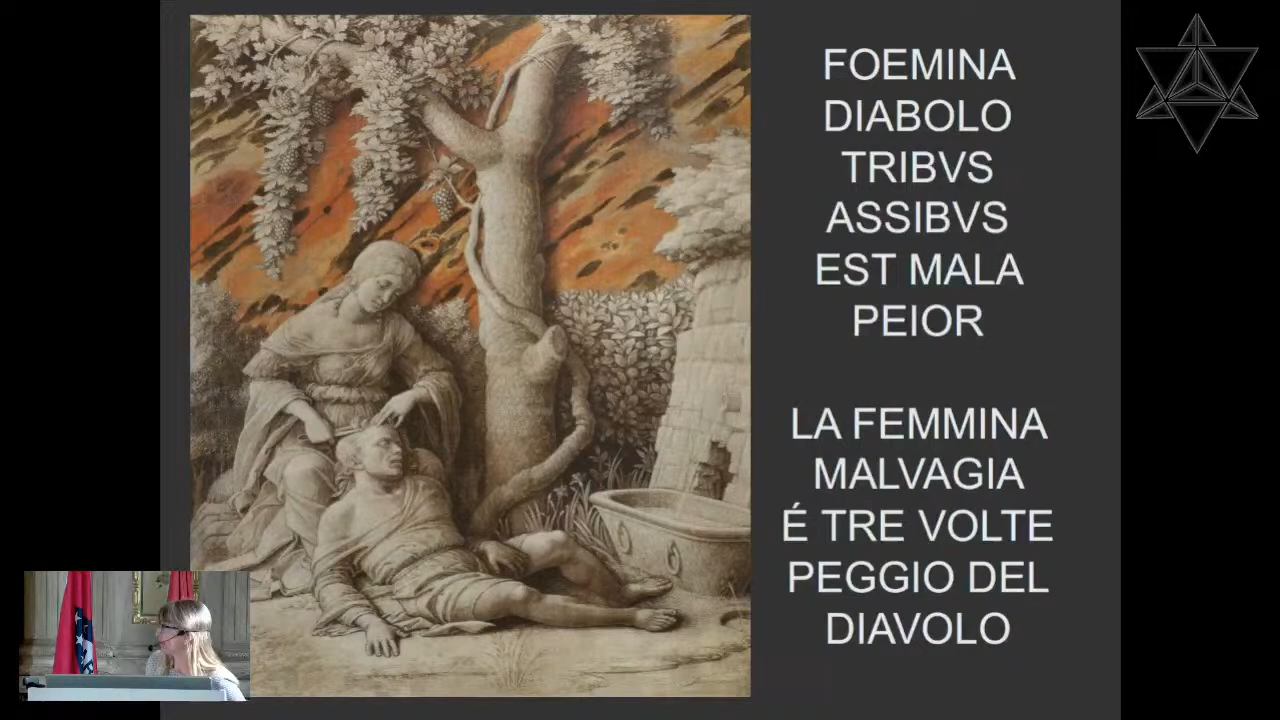 FOEMINA
DIABOLO
TRIBVS
ASSIBVS
EST MALA
PEIOR
LA FEMMINA
MALVAGIA
É TRE VOLTE
PEGGIO DEL
DIAVOLO